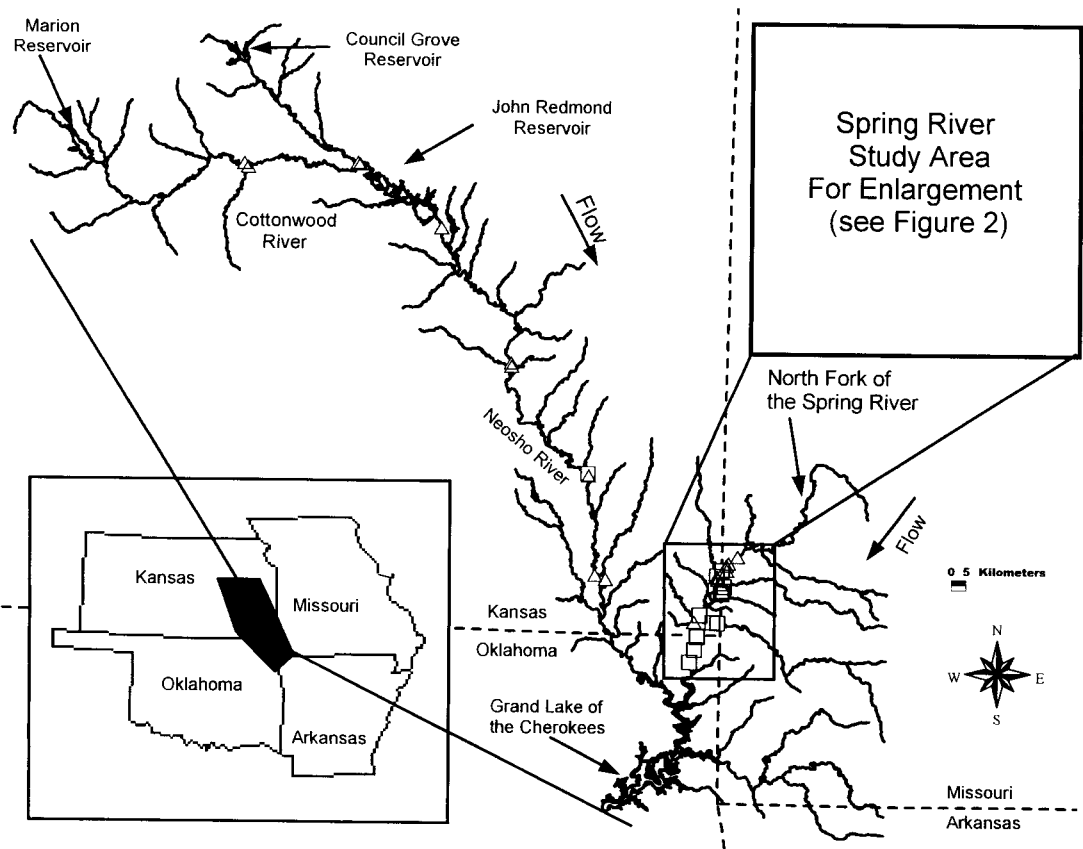 Marion
Reservoir
Council Grove
Reservoir
John Redmond
Reservoir
Spring River
Study Area
For Enlargement
(see Figure 2)
Cottonwood
River
Flow
North Fork of
the Spring River
Neosho River
Flow
0 5 Kilometers
Kansas
Missouri
Oklahoma
Arkansas
Kansas
Oklahoma
N
W
E
S
Grand Lake of
the Cherokees
Missouri
Arkansas